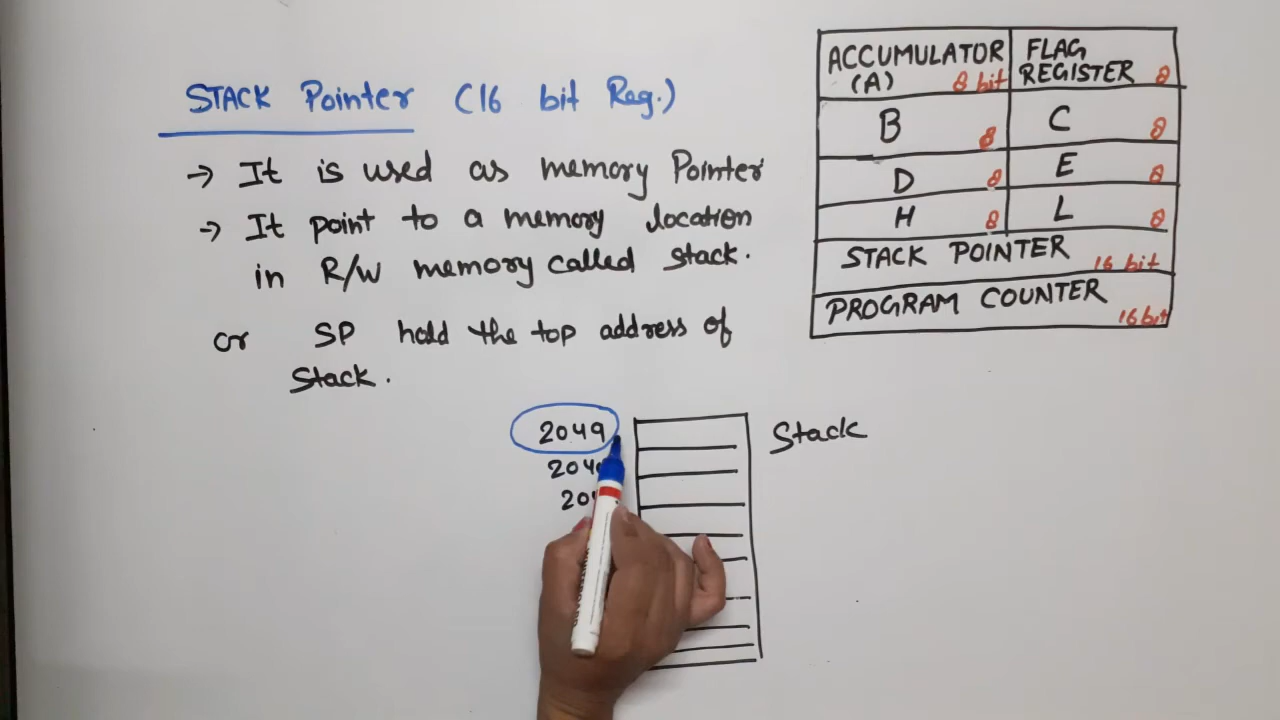 STACK Pointer (16 bit Reg.)
→ It is used as memory Pointer
→ It point to a memory location
in R/W memory called Stack.
or SP hold the top address of
Stack.
ACCUMULATOR (A) 8 bit
FLAG REGISTER 8
B 8
C 8
D 8
E 8
H 8
L 8
STACK POINTER 16 bit
PROGRAM COUNTER 16 bit
2049
Stack